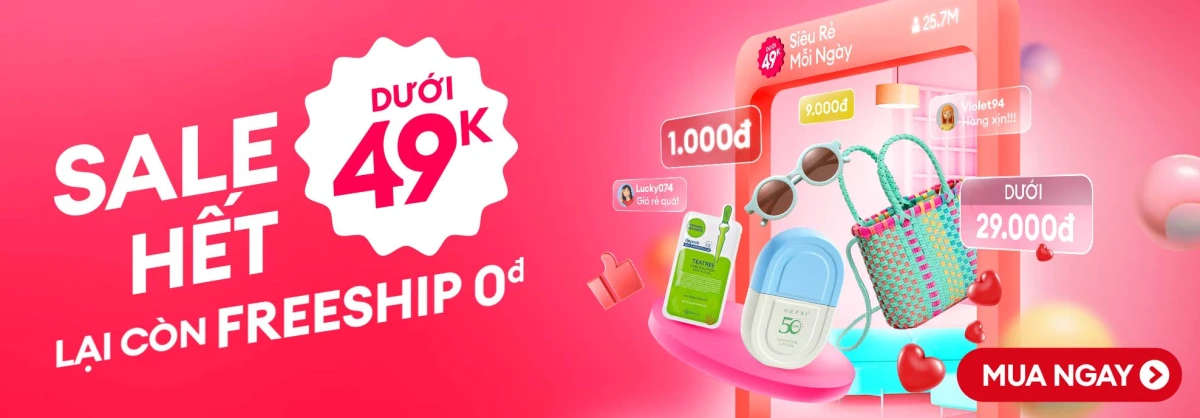 SALE
HẾT
DƯỚI
49K
LẠI CÒN FREESHIP 0đ
DƯỚI
49K
Siêu Rẻ
Mỗi Ngày
25.7M
9.000đ
Violet94
Hàng xịn!!!
1.000đ
Lucky074
Giá rẻ quá!
DƯỚI
29.000đ
TEATREE
50
MUA NGAY